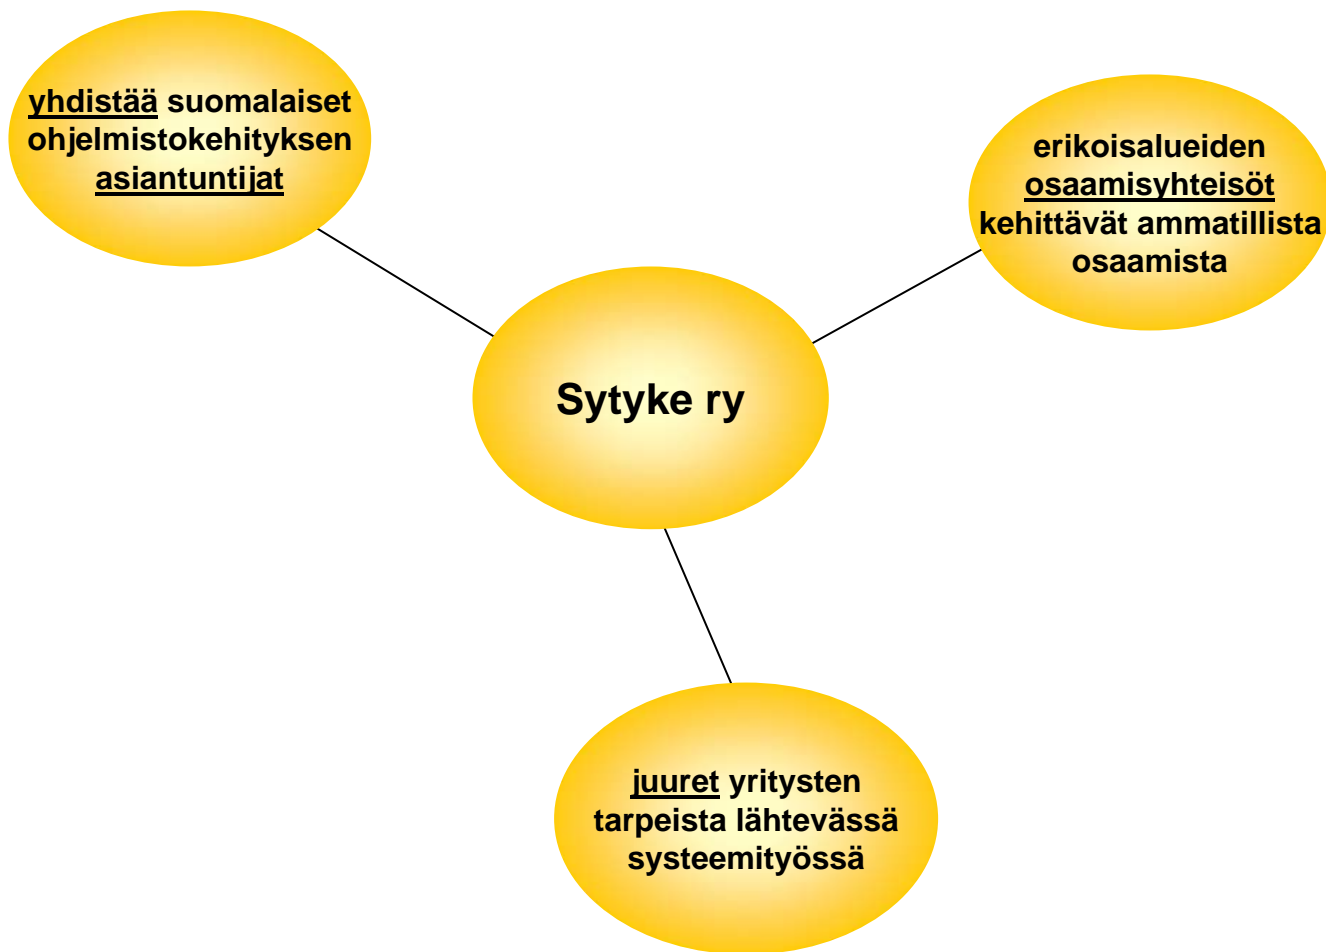 yhdistää suomalaiset
ohjelmistokehityksen
asiantuntijat
erikoisalueiden
osaamisyhteisöt
kehittävät ammatillista
osaamista
Sytyke ry
juuret yritysten
tarpeista lähtevässä
systeemityössä